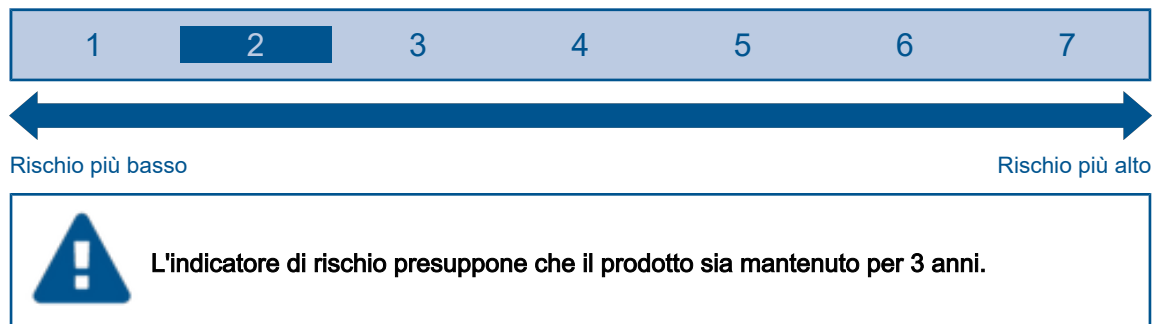 1 2 3 4 5 6 7
Rischio più basso Rischio più alto
L'indicatore di rischio presuppone che il prodotto sia mantenuto per 3 anni.